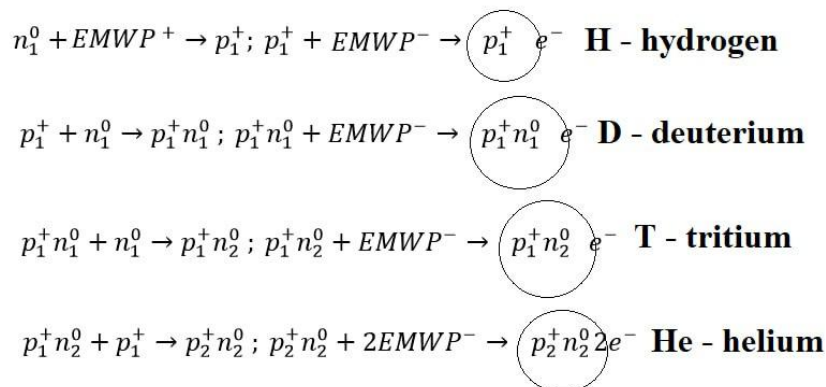 n₁⁰ + EMWP⁺ → p₁⁺; p₁⁺ + EMWP⁻ → p₁⁺ e⁻ H - hydrogen
p₁⁺ + n₁⁰ → p₁⁺n₁⁰ ; p₁⁺n₁⁰ + EMWP⁻ → p₁⁺n₁⁰ e⁻ D - deuterium
p₁⁺n₁⁰ + n₁⁰ → p₁⁺n₂⁰ ; p₁⁺n₂⁰ + EMWP⁻ → p₁⁺n₂⁰ e⁻ T - tritium
p₁⁺n₂⁰ + p₁⁺ → p₂⁺n₂⁰ ; p₂⁺n₂⁰ + 2EMWP⁻ → p₂⁺n₂⁰2e⁻ He - helium